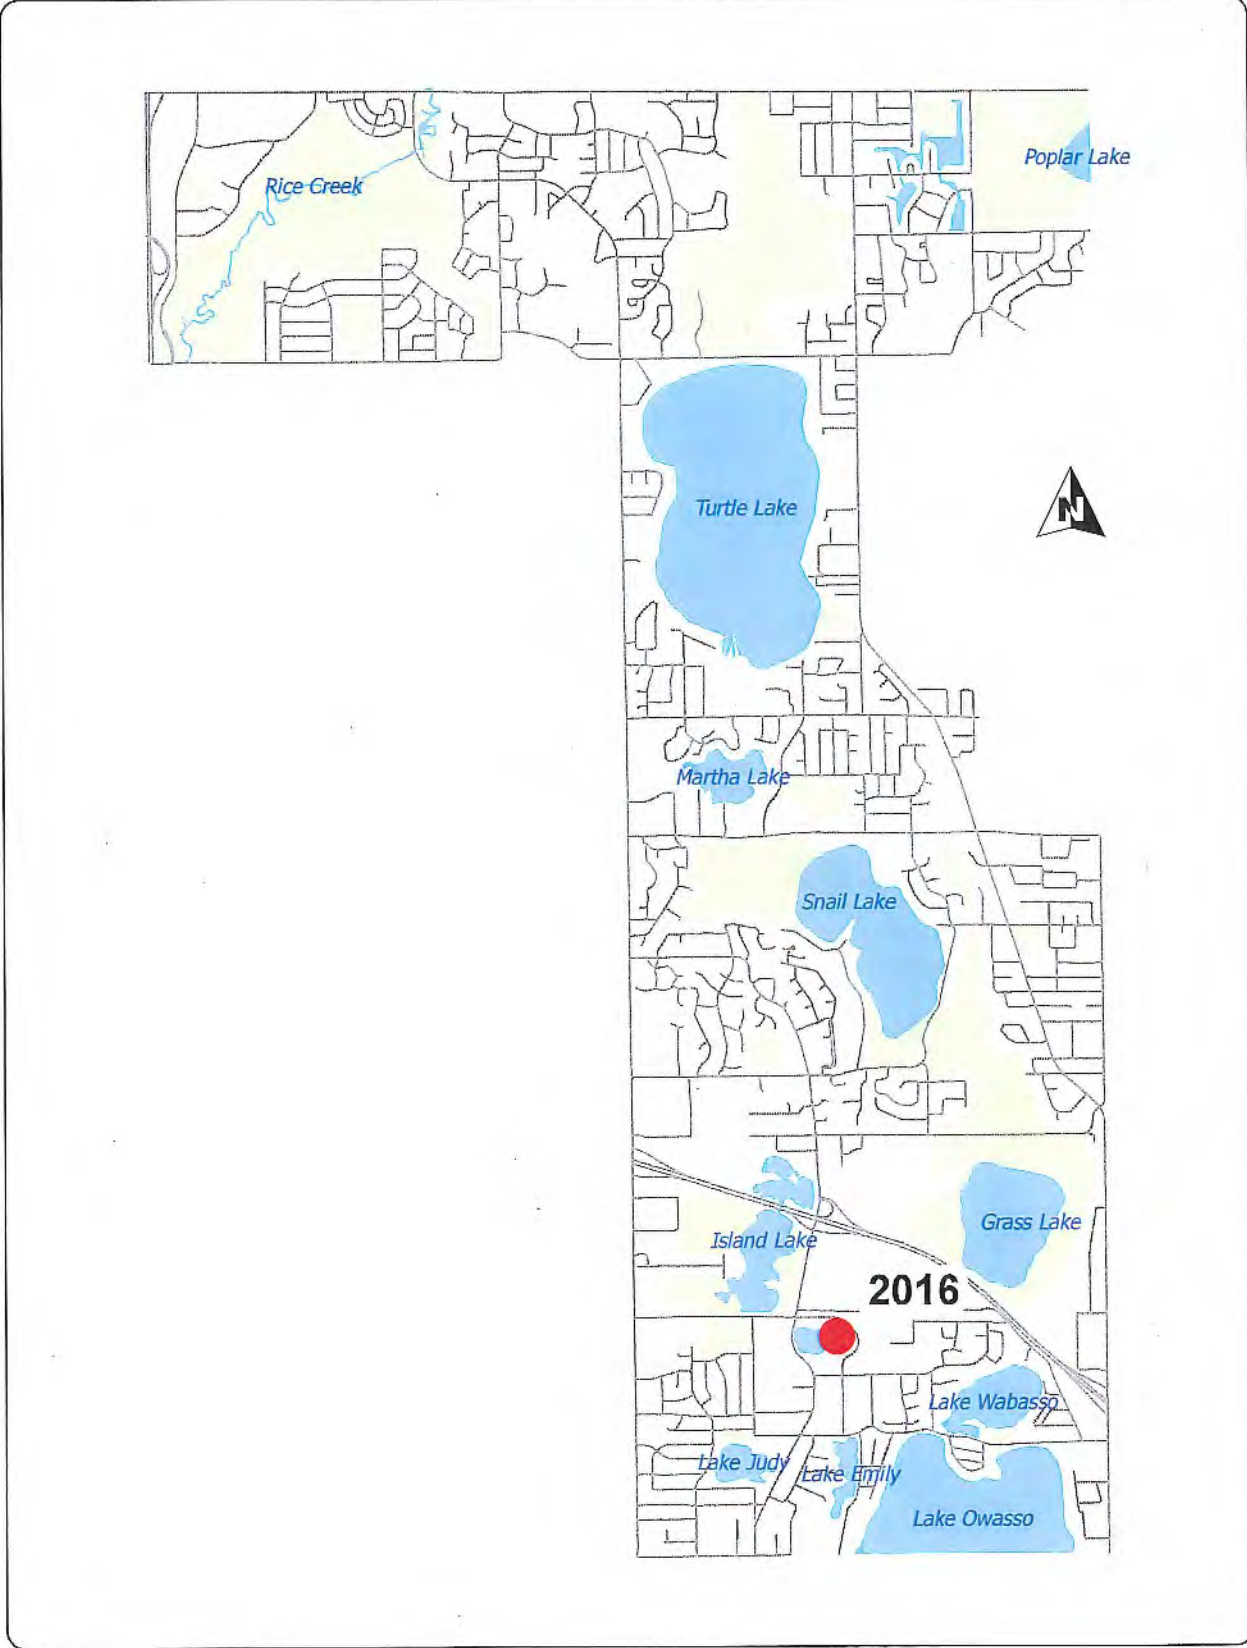 Poplar Lake
Rice Creek
Turtle Lake
N
Martha Lake
Snail Lake
Grass Lake
Island Lake
2016
Lake Wabasso
Lake Judy
Lake Emily
Lake Owasso